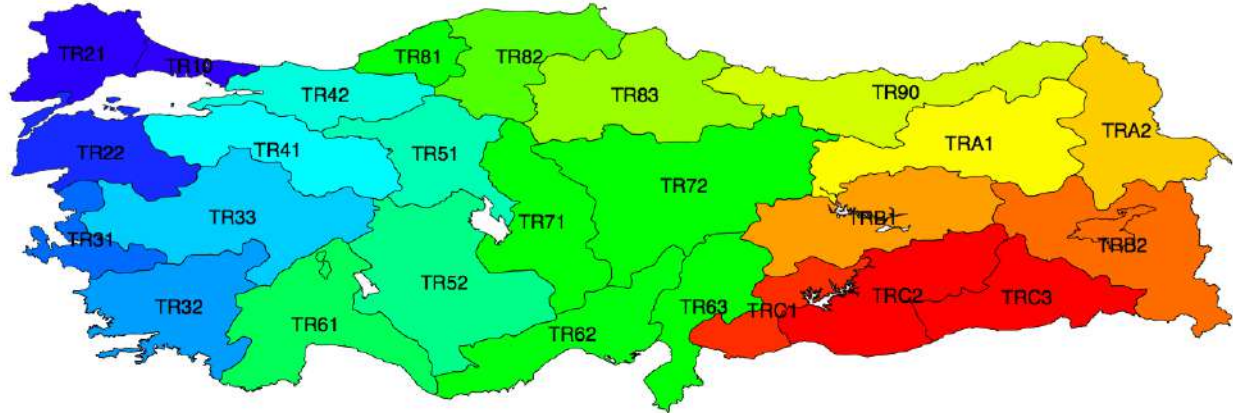 TR21
TR10
TR81
TR82
TR42
TR83
TR90
TRA1
TRA2
TR22
TR41
TR51
TR72
TR33
TR71
TRB1
TRB2
TR31
TR32
TR52
TR61
TR62
TR63
TRC1
TRC2
TRC3